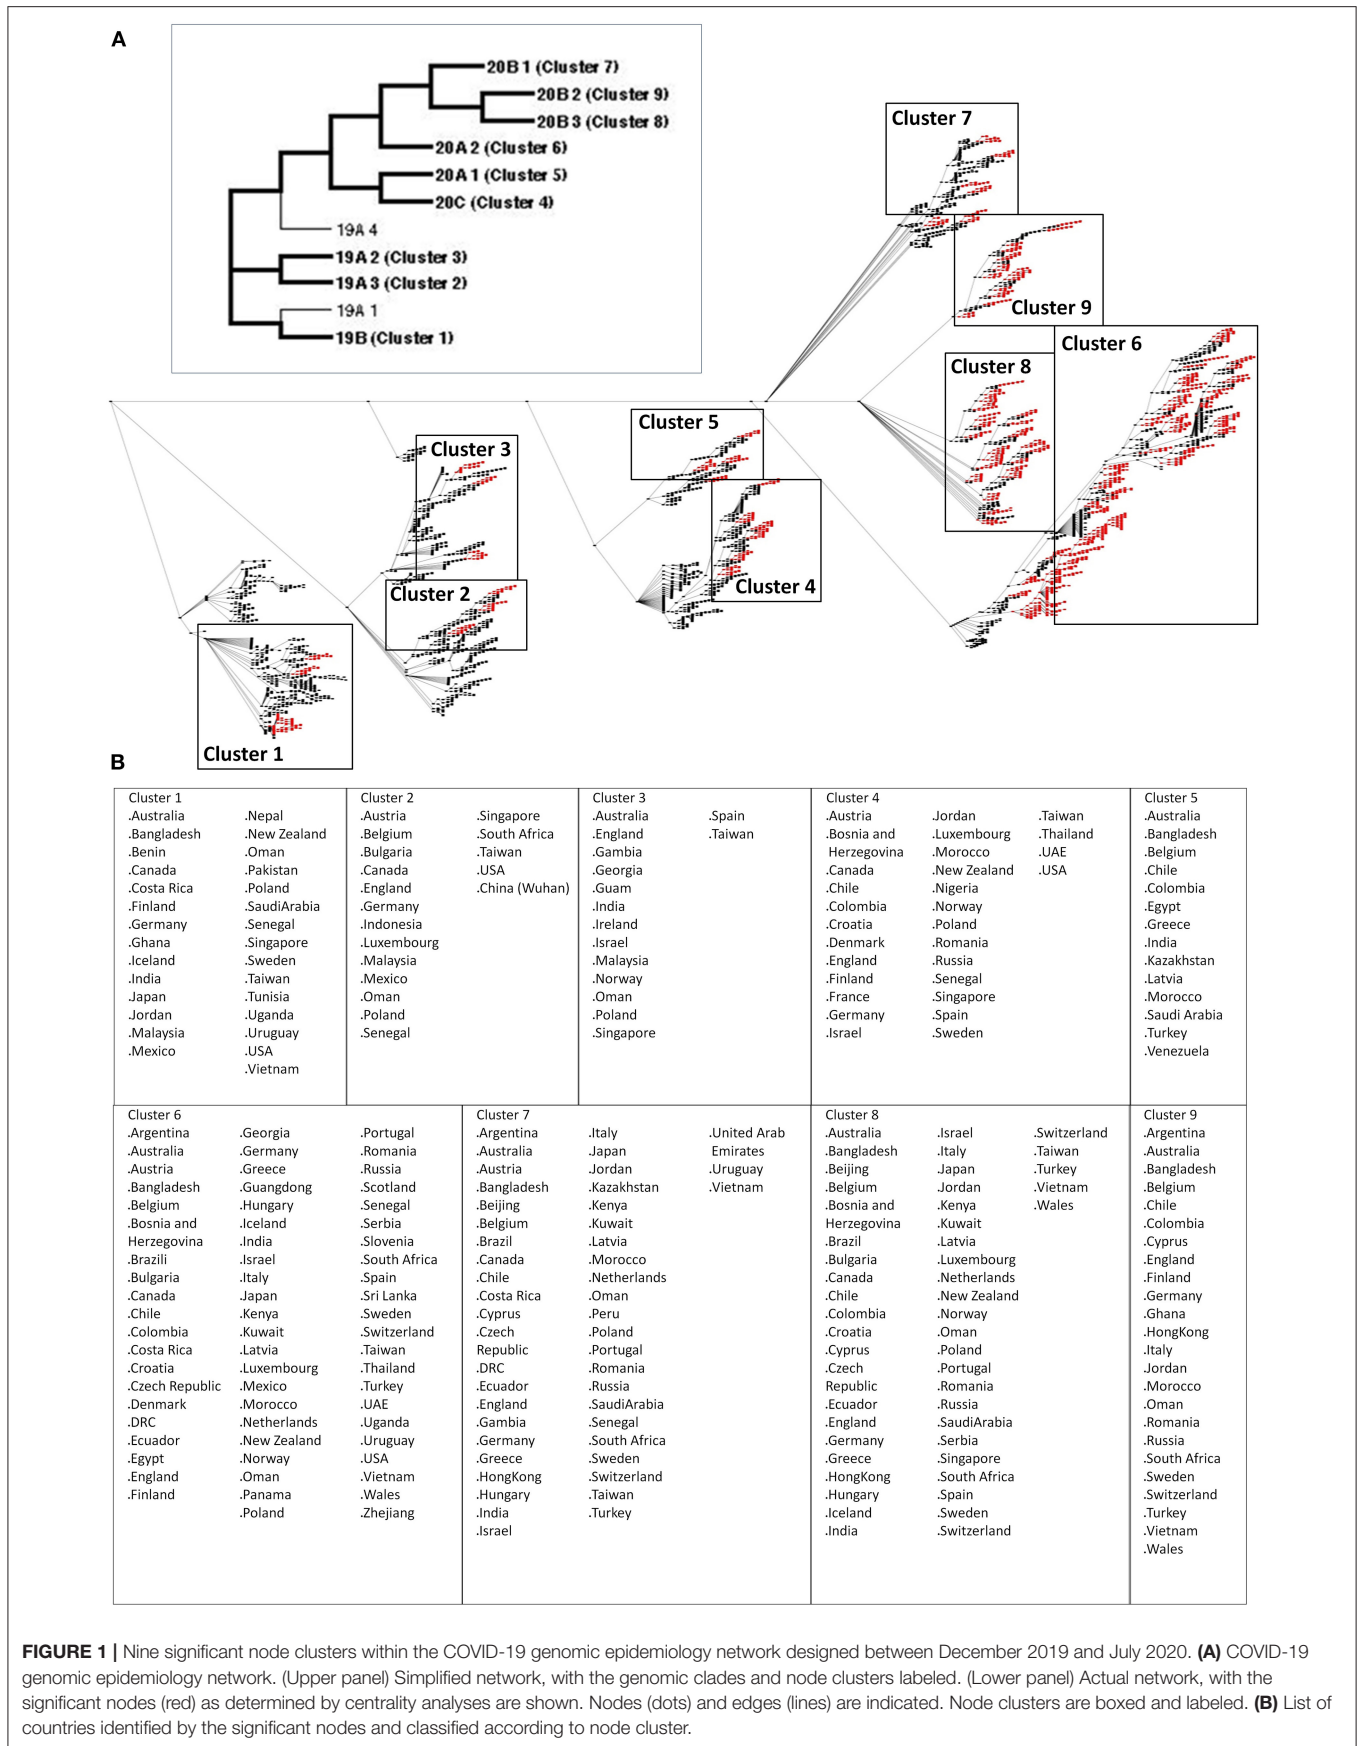 A
20B 1 (Cluster 7)
20B 2 (Cluster 9)
20B 3 (Cluster 8)
20A 2 (Cluster 6)
20A 1 (Cluster 5)
20C (Cluster 4)
19A 4
19A 2 (Cluster 3)
19A 3 (Cluster 2)
19A 1
19B (Cluster 1)
Cluster 7
Cluster 9
Cluster 6
Cluster 8
Cluster 5
Cluster 3
Cluster 4
Cluster 2
Cluster 1
B
Cluster 1
.Australia
.Bangladesh
.Benin
.Canada
.Costa Rica
.Finland
.Germany
.Ghana
.Iceland
.India
.Japan
.Jordan
.Malaysia
.Mexico
.Nepal
.New Zealand
.Oman
.Pakistan
.Poland
.SaudiArabia
.Senegal
.Singapore
.Sweden
.Taiwan
.Tunisia
.Uganda
.Uruguay
.USA
.Vietnam
Cluster 2
.Austria
.Belgium
.Bulgaria
.Canada
.England
.Germany
.Indonesia
.Luxembourg
.Malaysia
.Mexico
.Oman
.Poland
.Senegal
.Singapore
.South Africa
.Taiwan
.USA
.China (Wuhan)
Cluster 3
.Australia
.England
.Gambia
.Georgia
.Guam
.India
.Ireland
.Israel
.Malaysia
.Norway
.Oman
.Poland
.Singapore
.Spain
.Taiwan
Cluster 4
.Austria
.Bosnia and
Herzegovina
.Canada
.Chile
.Colombia
.Croatia
.Denmark
.England
.Finland
.France
.Germany
.Israel
.Jordan
.Luxembourg
.Morocco
.New Zealand
.Nigeria
.Norway
.Poland
.Romania
.Russia
.Senegal
.Singapore
.Spain
.Sweden
.Taiwan
.Thailand
.UAE
.USA
Cluster 5
.Australia
.Bangladesh
.Belgium
.Chile
.Colombia
.Egypt
.Greece
.India
.Kazakhstan
.Latvia
.Morocco
.Saudi Arabia
.Turkey
.Venezuela
Cluster 6
.Argentina
.Australia
.Austria
.Bangladesh
.Belgium
.Bosnia and
Herzegovina
.Brazili
.Bulgaria
.Canada
.Chile
.Colombia
.Costa Rica
.Croatia
.Czech Republic
.Denmark
.DRC
.Ecuador
.Egypt
.England
.Finland
.Georgia
.Germany
.Greece
.Guangdong
.Hungary
.Iceland
.India
.Israel
.Italy
.Japan
.Kenya
.Kuwait
.Latvia
.Luxembourg
.Mexico
.Morocco
.Netherlands
.New Zealand
.Norway
.Oman
.Panama
.Poland
.Portugal
.Romania
.Russia
.Scotland
.Senegal
.Serbia
.Slovenia
.South Africa
.Spain
.Sri Lanka
.Sweden
.Switzerland
.Taiwan
.Thailand
.Turkey
.UAE
.Uganda
.Uruguay
.USA
.Vietnam
.Wales
.Zhejiang
Cluster 7
.Argentina
.Australia
.Austria
.Bangladesh
.Beijing
.Belgium
.Brazil
.Canada
.Chile
.Costa Rica
.Cyprus
.Czech
Republic
.DRC
.Ecuador
.England
.Gambia
.Germany
.Greece
.HongKong
.Hungary
.India
.Israel
.Italy
.Japan
.Jordan
.Kazakhstan
.Kenya
.Kuwait
.Latvia
.Morocco
.Netherlands
.Oman
.Peru
.Poland
.Portugal
.Romania
.Russia
.SaudiArabia
.Senegal
.South Africa
.Sweden
.Switzerland
.Taiwan
.Turkey
.United Arab
Emirates
.Uruguay
.Vietnam
Cluster 8
.Australia
.Bangladesh
.Beijing
.Belgium
.Bosnia and
Herzegovina
.Brazil
.Bulgaria
.Canada
.Chile
.Colombia
.Croatia
.Cyprus
.Czech
Republic
.Ecuador
.England
.Germany
.Greece
.HongKong
.Hungary
.Iceland
.India
.Israel
.Italy
.Japan
.Jordan
.Kenya
.Kuwait
.Latvia
.Luxembourg
.Netherlands
.New Zealand
.Norway
.Oman
.Poland
.Portugal
.Romania
.Russia
.SaudiArabia
.Serbia
.Singapore
.South Africa
.Spain
.Sweden
.Switzerland
.Switzerland
.Taiwan
.Turkey
.Vietnam
.Wales
Cluster 9
.Argentina
.Australia
.Bangladesh
.Belgium
.Chile
.Colombia
.Cyprus
.England
.Finland
.Germany
.Ghana
.HongKong
.Italy
.Jordan
.Morocco
.Oman
.Romania
.Russia
.South Africa
.Sweden
.Switzerland
.Turkey
.Vietnam
.Wales
FIGURE 1 | Nine significant node clusters within the COVID-19 genomic epidemiology network designed between December 2019 and July 2020. (A) COVID-19
genomic epidemiology network. (Upper panel) Simplified network, with the genomic clades and node clusters labeled. (Lower panel) Actual network, with the
significant nodes (red) as determined by centrality analyses are shown. Nodes (dots) and edges (lines) are indicated. Node clusters are boxed and labeled. (B) List of
countries identified by the significant nodes and classified according to node cluster.